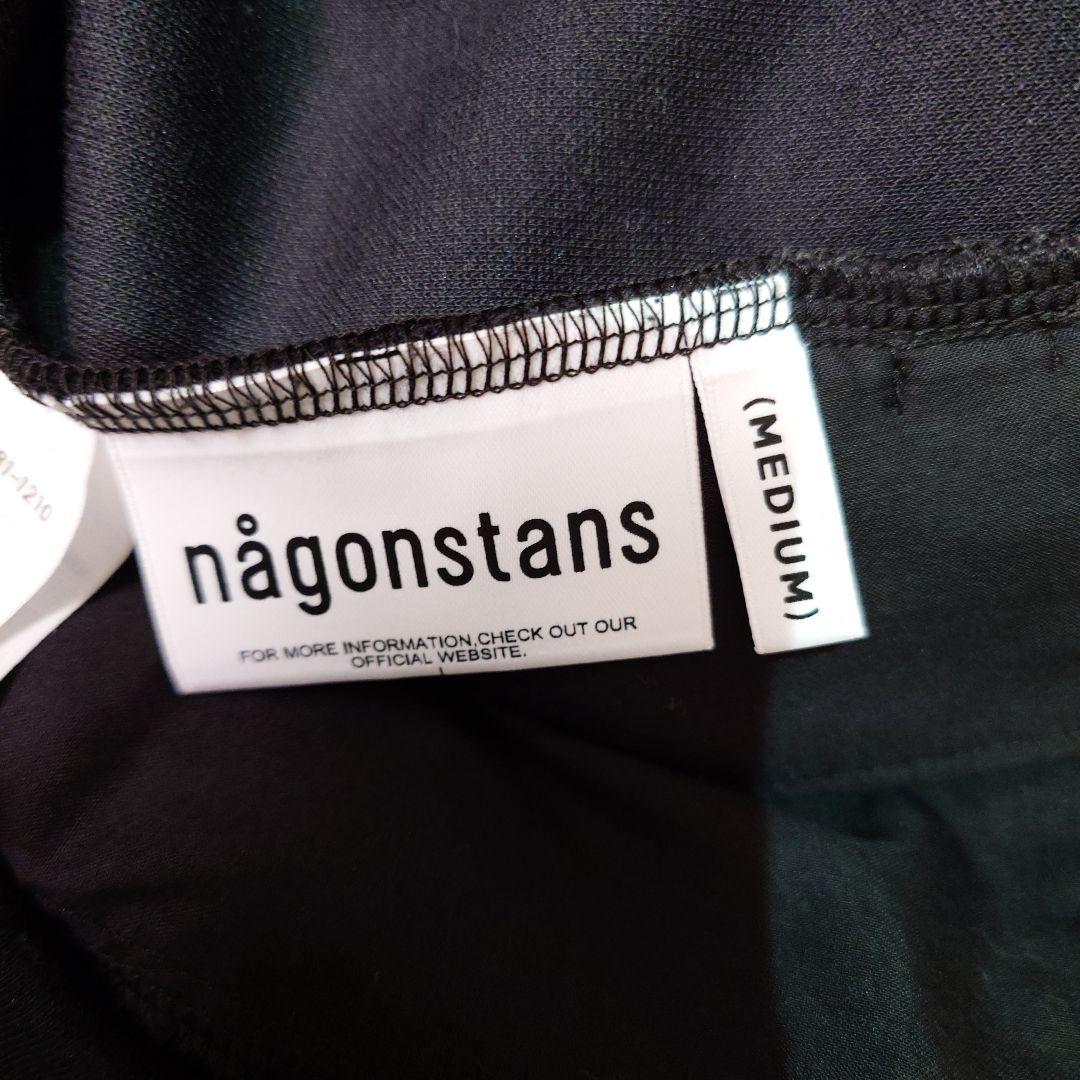 någonstans
FOR MORE INFORMATION,CHECK OUT OUR
OFFICIAL WEBSITE.
(MEDIUM)